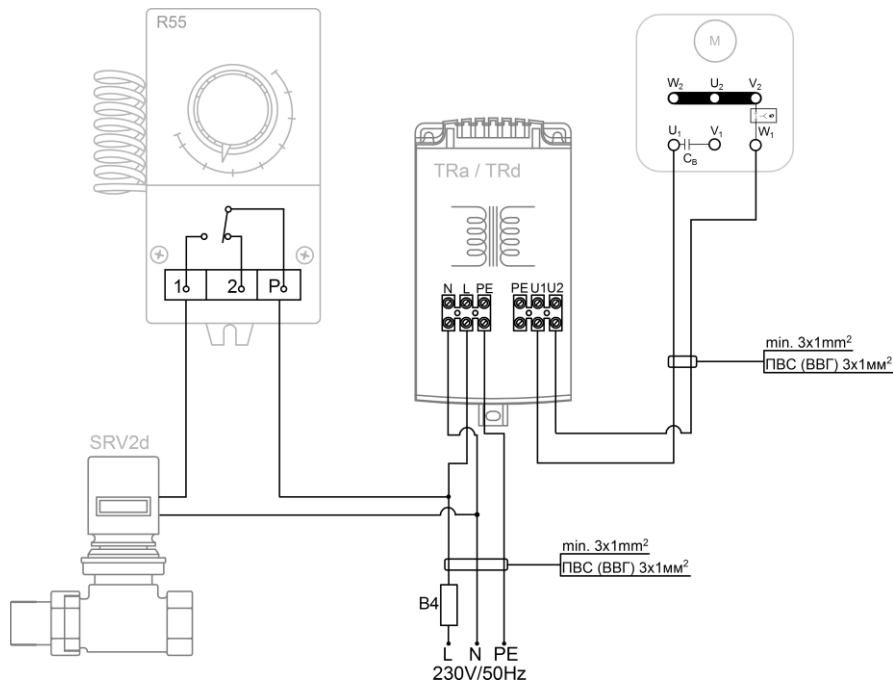 R55
1 2 P
SRV2d
TRa / TRd
N L PE PE U1 U2
M
W₂ U₂ V₂
U₁ V₁ W₁
C_B
min. 3x1mm²
ПВС (ВВГ) 3x1мм²
min. 3x1mm²
ПВС (ВВГ) 3x1мм²
B4
L N PE
230V/50Hz